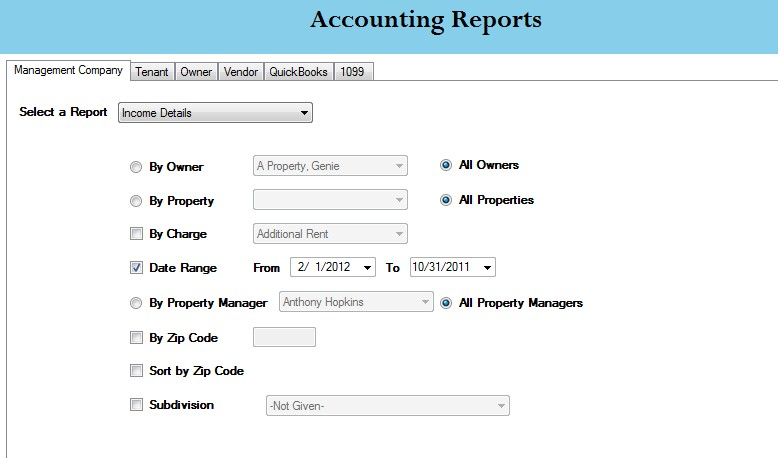 Accounting Reports
Management Company Tenant Owner Vendor QuickBooks 1099
Select a Report Income Details
By Owner A Property, Genie All Owners
By Property All Properties
By Charge Additional Rent
Date Range From 2/ 1/2012 To 10/31/2011
By Property Manager Anthony Hopkins All Property Managers
By Zip Code
Sort by Zip Code
Subdivision -Not Given-